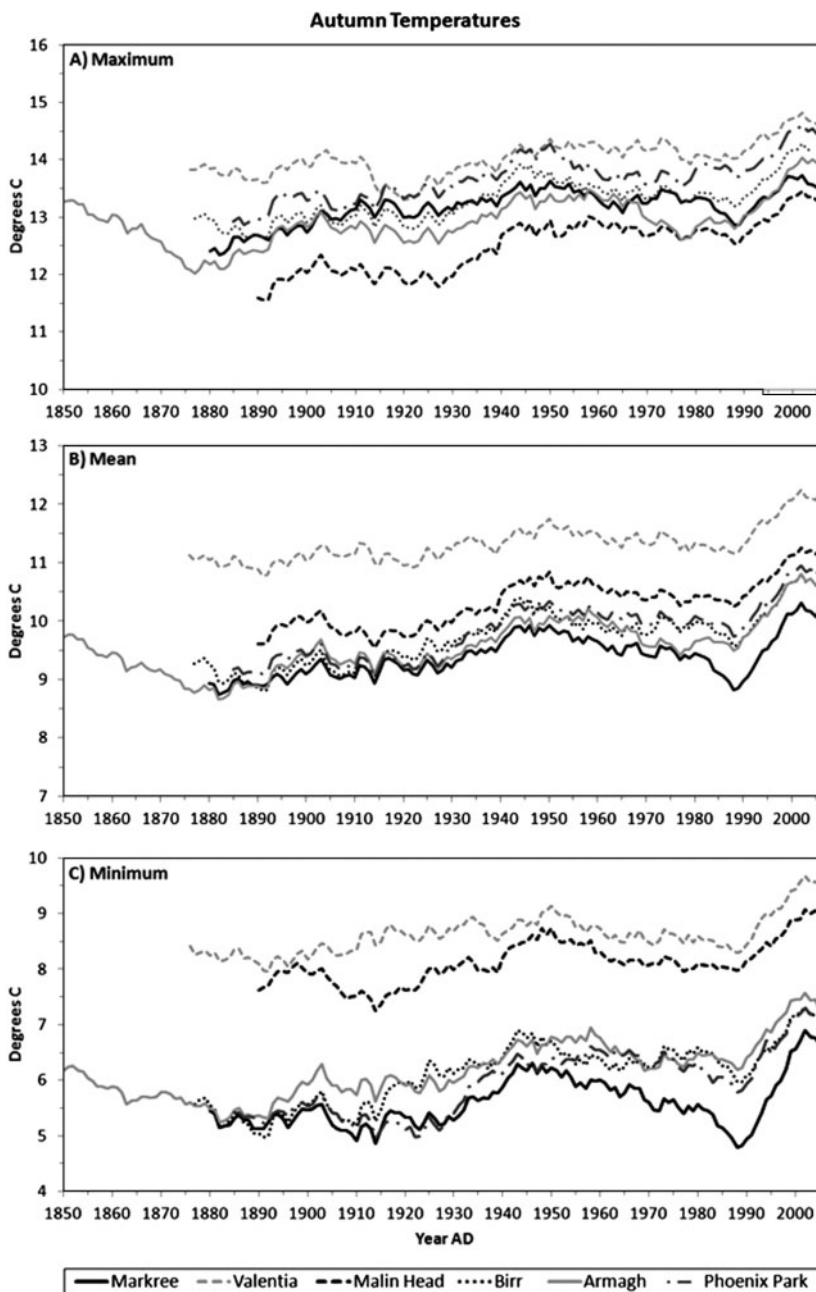 Autumn Temperatures
A) Maximum
Degrees C
16
15
14
13
12
11
10
1850 1860 1870 1880 1890 1900 1910 1920 1930 1940 1950 1960 1970 1980 1990 2000
B) Mean
Degrees C
13
12
11
10
9
8
7
1850 1860 1870 1880 1890 1900 1910 1920 1930 1940 1950 1960 1970 1980 1990 2000
C) Minimum
Degrees C
10
9
8
7
6
5
4
1850 1860 1870 1880 1890 1900 1910 1920 1930 1940 1950 1960 1970 1980 1990 2000
Year AD
Markree Valentia Malin Head Birr Armagh Phoenix Park